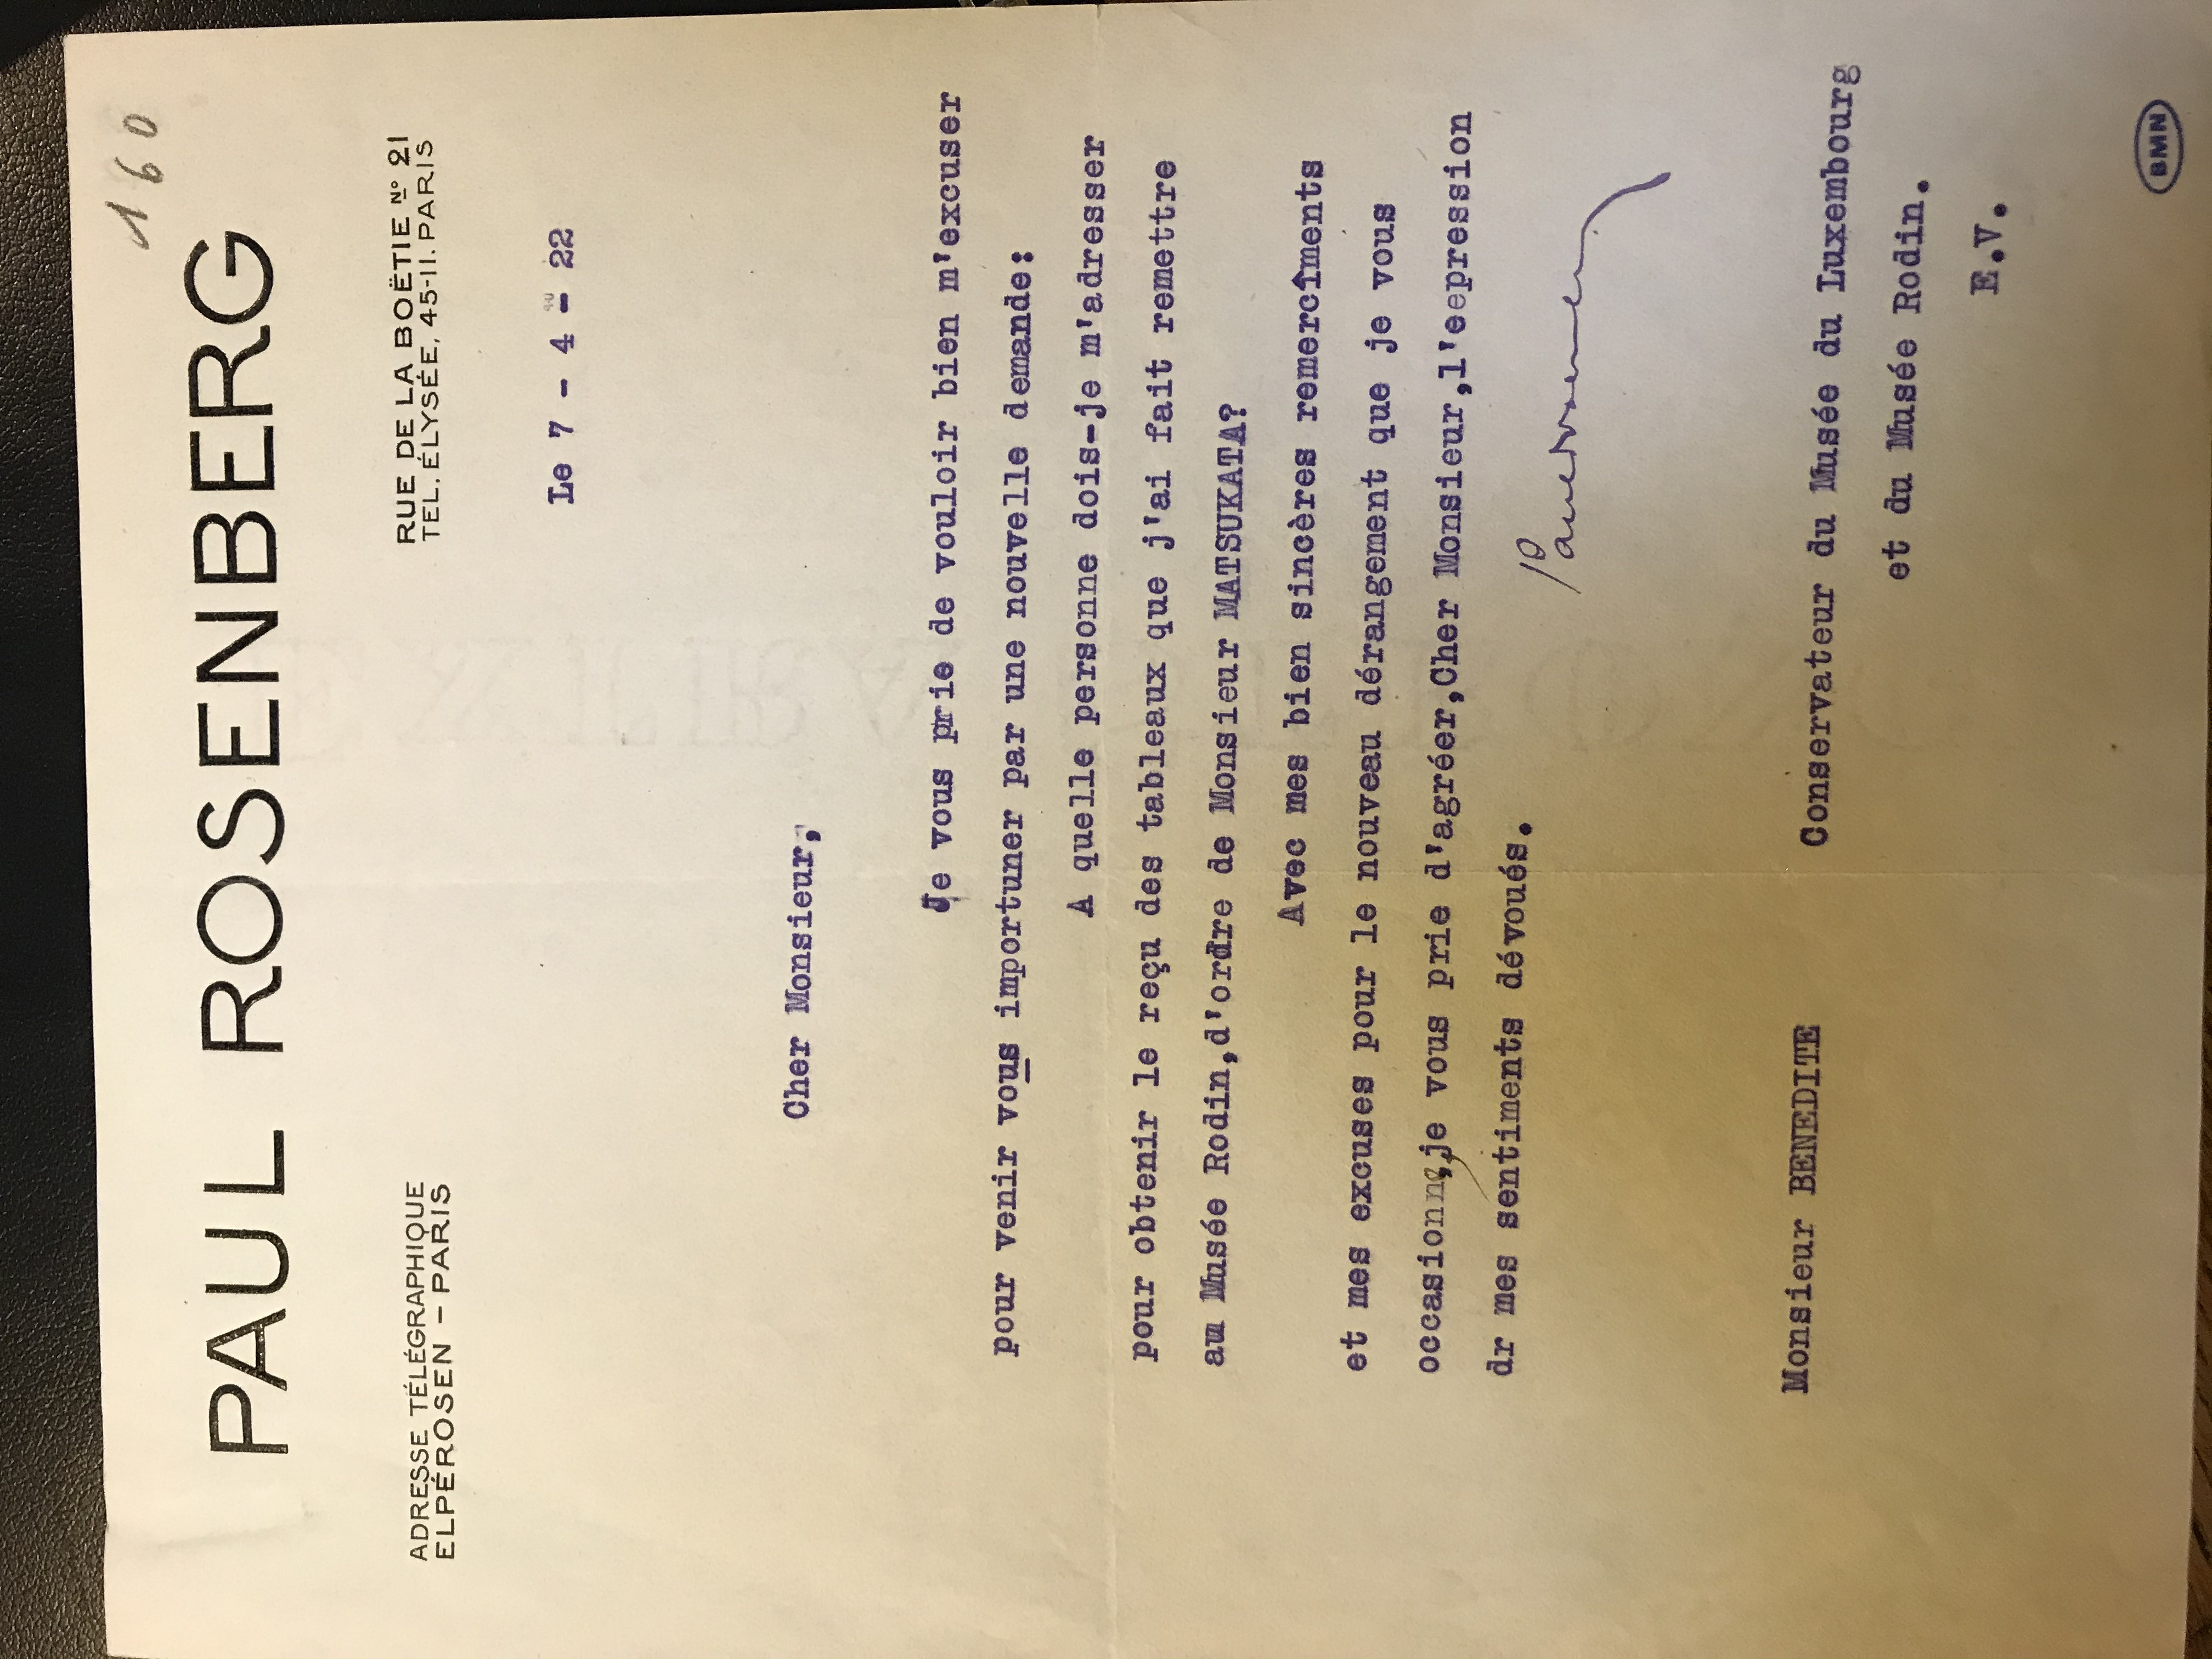 160
PAUL ROSENBERG
ADRESSE TÉLÉGRAPHIQUE
ELPÉROSEN – PARIS
RUE DE LA BOËTIE Nº 21
TEL. ÉLYSÉE, 45-11. PARIS
Le 7 - 4 - 22
Cher Monsieur,
Je vous prie de vouloir bien m'excuser
pour venir vous importuner par une nouvelle demande:
A quelle personne dois-je m'adresser
pour obtenir le reçu des tableaux que j'ai fait remettre
au Musée Rodin,d'ordre de Monsieur MATSUKATA?
Avec mes bien sincères remercîments
et mes excuses pour le nouveau dérangement que je vous
occasionne,je vous prie d'agréer,Cher Monsieur,l'eepression
dr mes sentiments dévoués.
Monsieur BENEDITE Conservateur du Musée du Luxembourg
et du Musée Rodin.
E.V.
BMN